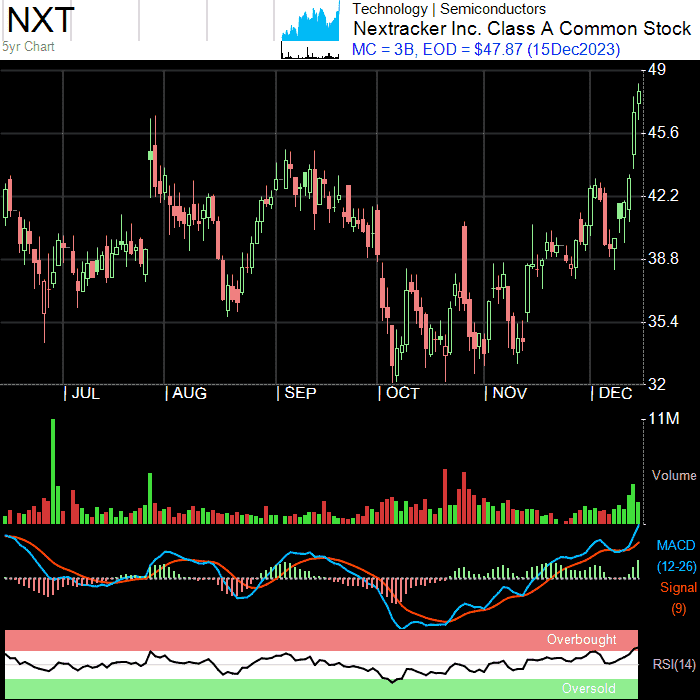 NXT
5yr Chart
Technology | Semiconductors
Nextracker Inc. Class A Common Stock
MC = 3B, EOD = $47.87 (15Dec2023)
49
45.6
42.2
38.8
35.4
32
| JUL | AUG | SEP | OCT | NOV | DEC
11M
Volume
MACD
(12-26)
Signal
(9)
Overbought
RSI(14)
Oversold